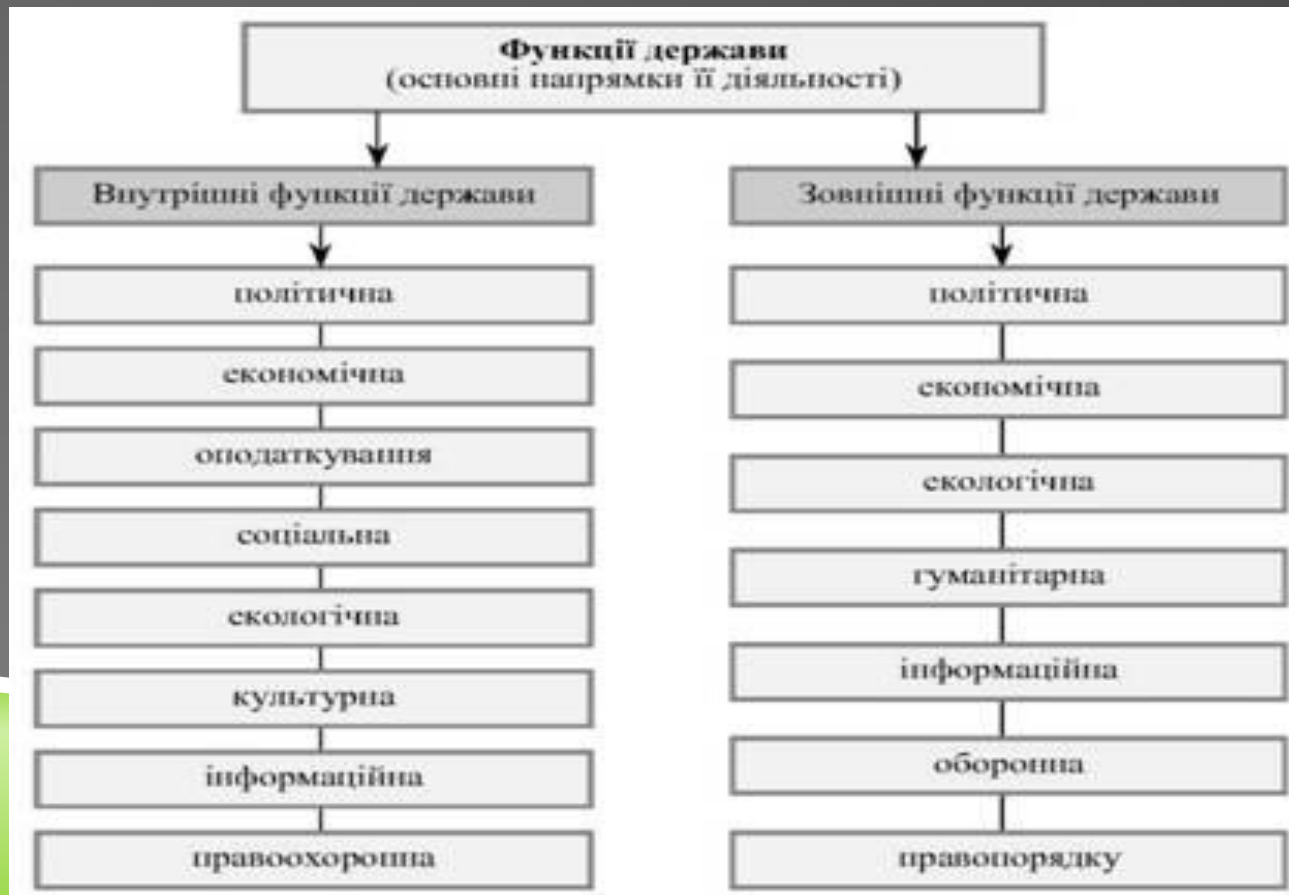 Функції держави
(основні напрямки її діяльності)
Внутрішні функції держави
політична
економічна
оподаткування
соціальна
екологічна
культурна
інформаційна
правоохоронна
Зовнішні функції держави
політична
економічна
екологічна
гуманітарна
інформаційна
оборонна
правопорядку